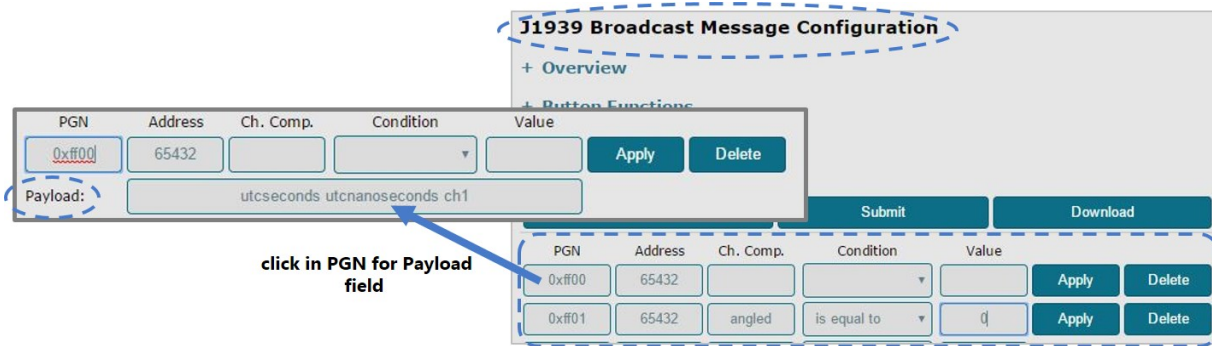 J1939 Broadcast Message Configuration
+ Overview
+ Button Functions
PGN Address Ch. Comp. Condition Value
0xff00 65432 Apply Delete
Payload: utcseconds utcnanoseconds ch1
Submit Download
click in PGN for Payload
field
PGN Address Ch. Comp. Condition Value
0xff00 65432 Apply Delete
0xff01 65432 angled is equal to 0 Apply Delete